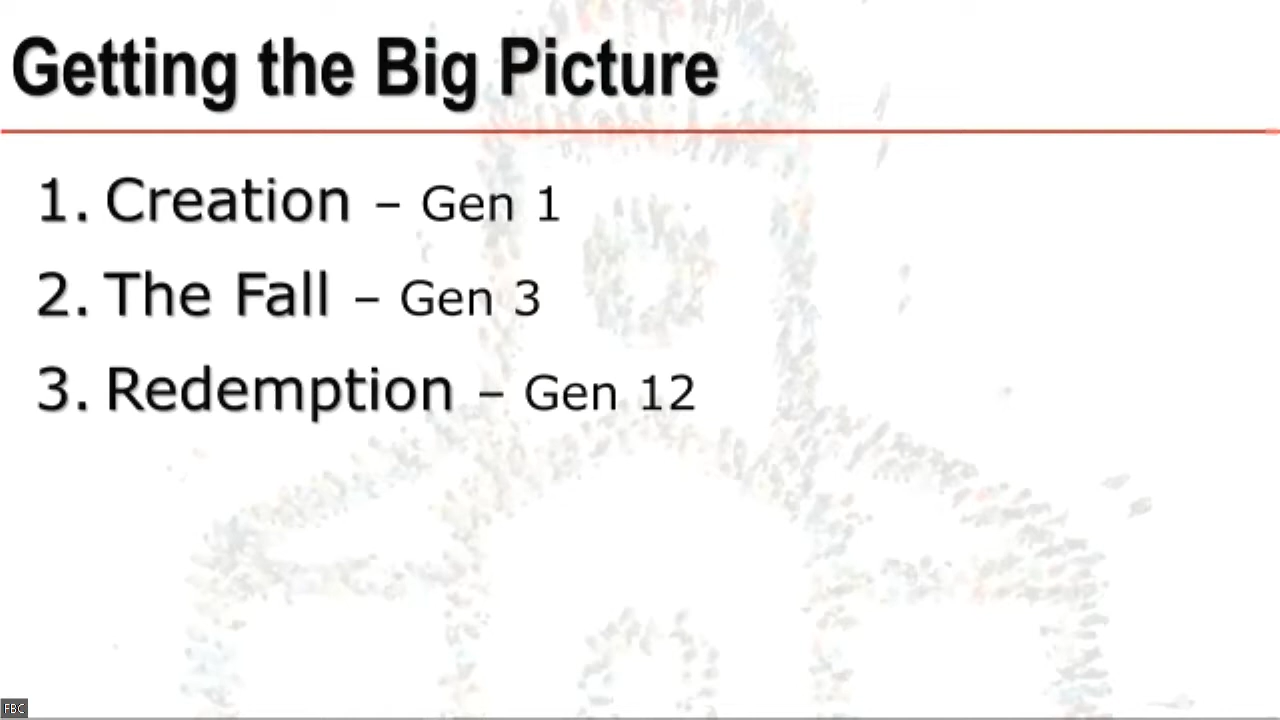 Getting the Big Picture
1. Creation – Gen 1
2. The Fall – Gen 3
3. Redemption – Gen 12
FBC